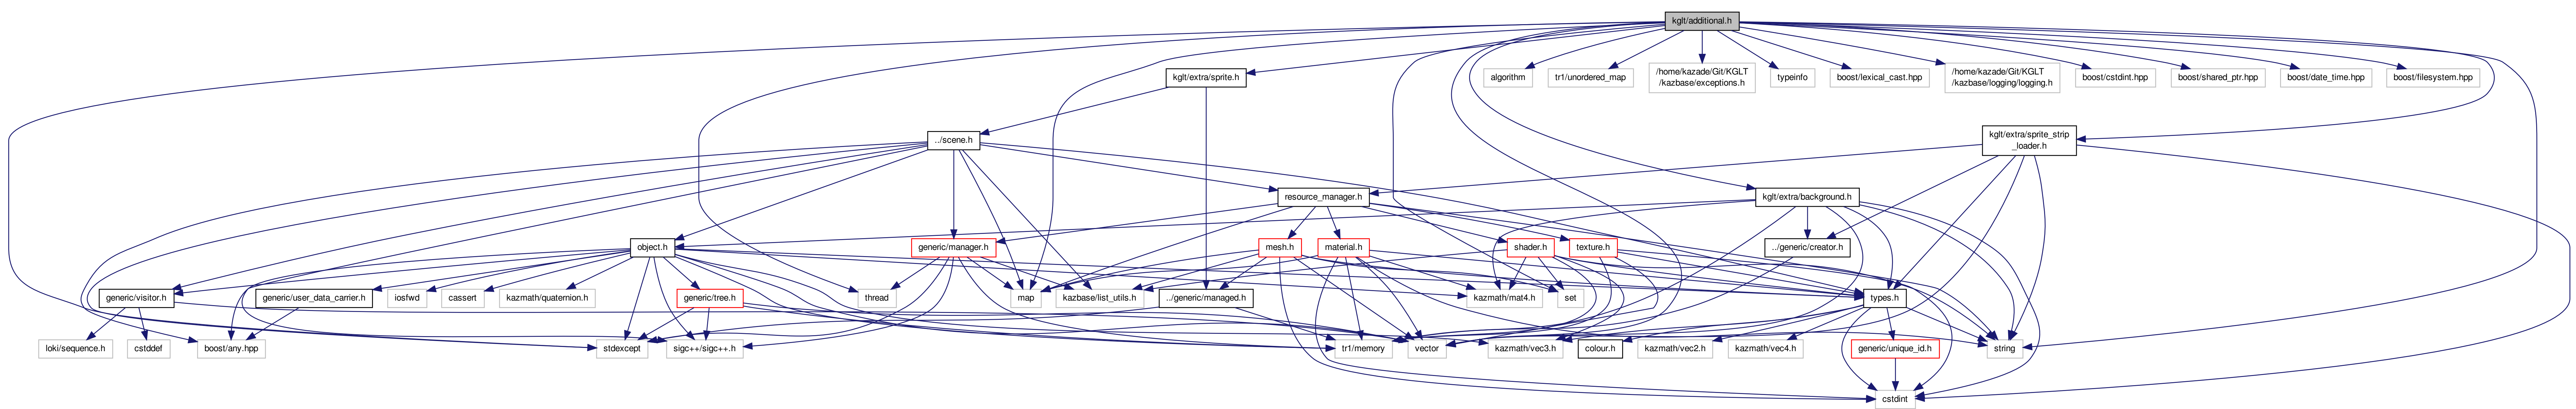 kglt/additional.h
kglt/extra/sprite.h
algorithm
tr1/unordered_map
/home/kazade/Git/KGLT
/kazbase/exceptions.h
typeinfo
boost/lexical_cast.hpp
/home/kazade/Git/KGLT
/kazbase/logging/logging.h
boost/cstdint.hpp
boost/shared_ptr.hpp
boost/date_time.hpp
boost/filesystem.hpp
../scene.h
kglt/extra/sprite_strip
_loader.h
resource_manager.h
kglt/extra/background.h
object.h
generic/manager.h
mesh.h
material.h
shader.h
texture.h
../generic/creator.h
generic/visitor.h
generic/user_data_carrier.h
iosfwd
cassert
kazmath/quaternion.h
generic/tree.h
thread
map
kazbase/list_utils.h
../generic/managed.h
kazmath/mat4.h
set
types.h
loki/sequence.h
cstddef
boost/any.hpp
stdexcept
sigc++/sigc++.h
tr1/memory
vector
kazmath/vec3.h
colour.h
kazmath/vec2.h
kazmath/vec4.h
generic/unique_id.h
string
cstdint